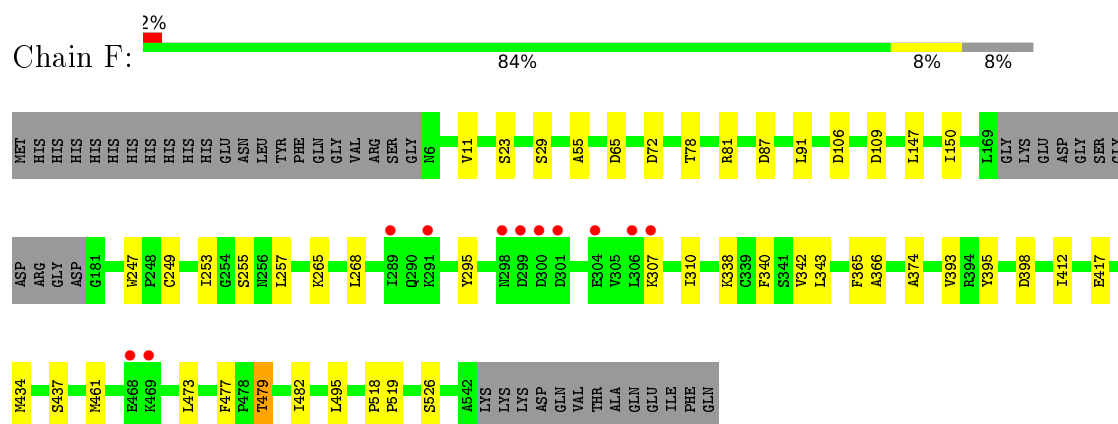 2%
Chain F:
84% 8% 8%
MET HIS HIS HIS HIS HIS HIS HIS HIS HIS HIS GLU ASN LEU TYR PHE GLN GLY VAL ARG SER GLY N6 V11 S23 S29 A55 D65 D72 T78 R81 D87 L91 D106 D109 L147 I150 L169 GLY LYS GLU ASP GLY SER GLY
ASP ARG GLY ASP G181 W247 P248 C249 I253 G254 S255 N256 L257 K265 L268 I289 Q290 K291 Y295 N298 D299 D300 D301 E304 V305 L306 K307 I310 K338 C339 F340 S341 V342 L343 F365 A366 A374 V393 R394 Y395 D398 I412 E417
M434 S437 M461 E468 K469 L473 F477 P478 T479 I482 L495 P518 P519 S526 A542 LYS LYS LYS ASP GLN VAL THR ALA GLN GLU ILE PHE GLN